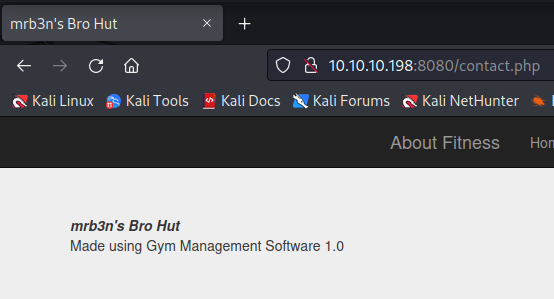 mrb3n's Bro Hut
10.10.10.198:8080/contact.php
Kali Linux Kali Tools Kali Docs Kali Forums Kali NetHunter
About Fitness
mrb3n's Bro Hut
Made using Gym Management Software 1.0